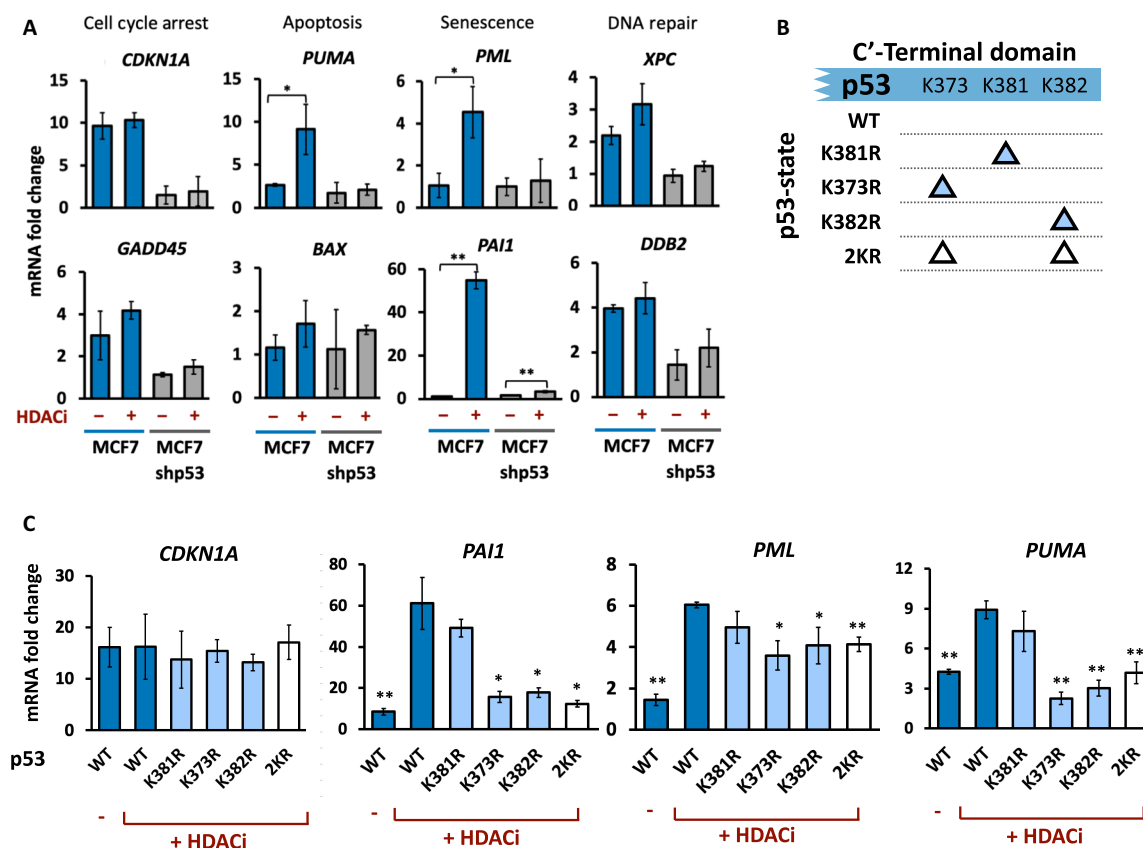 A
Cell cycle arrest Apoptosis Senescence DNA repair
CDKN1A PUMA PML XPC
mRNA fold change
15 10 5 0
15 10 5 0
6 4 2 0
4 3 2 1 0
* *
GADD45 BAX PAI1 DDB2
6 4 2 0
3 2 1 0
60 40 20 0
6 4 2 0
** **
HDACi – + – + – + – + – + – + – + – +
MCF7 MCF7 MCF7 MCF7 MCF7 MCF7 MCF7 MCF7
shp53 shp53 shp53 shp53
B
C’-Terminal domain
p53 K373 K381 K382
p53-state
WT
K381R
K373R
K382R
2KR
C
CDKN1A PAI1 PML PUMA
mRNA fold change
30 20 10 0
80 60 40 20 0
8 6 4 2 0
12 9 6 3 0
** * * *
** * * **
** ** ** **
p53 WT WT K381R K373R K382R 2KR
WT WT K381R K373R K382R 2KR
WT WT K381R K373R K382R 2KR
WT WT K381R K373R K382R 2KR
- - - -
+ HDACi + HDACi + HDACi + HDACi